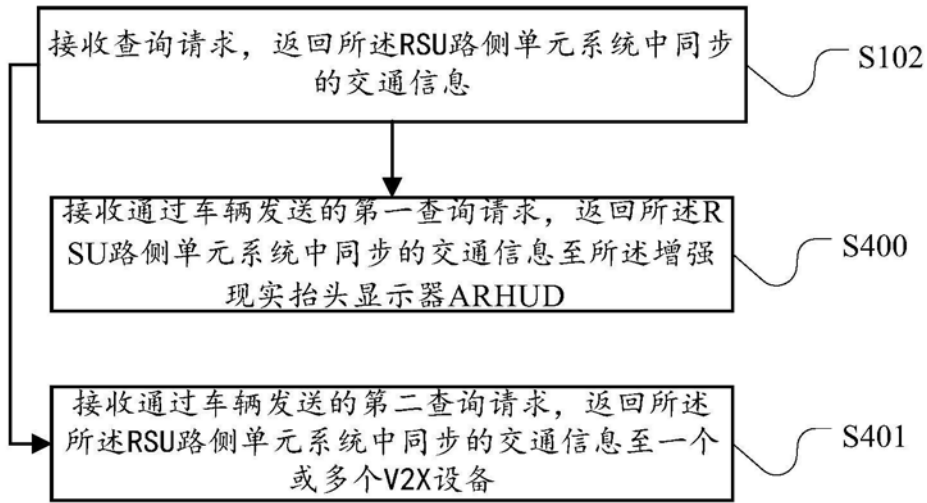 接收查询请求，返回所述RSU路侧单元系统中同步
的交通信息
S102
接收通过车辆发送的第一查询请求，返回所述R
SU路侧单元系统中同步的交通信息至所述增强
现实抬头显示器ARHUD
S400
接收通过车辆发送的第二查询请求，返回所述
所述RSU路侧单元系统中同步的交通信息至一个
或多个V2X设备
S401